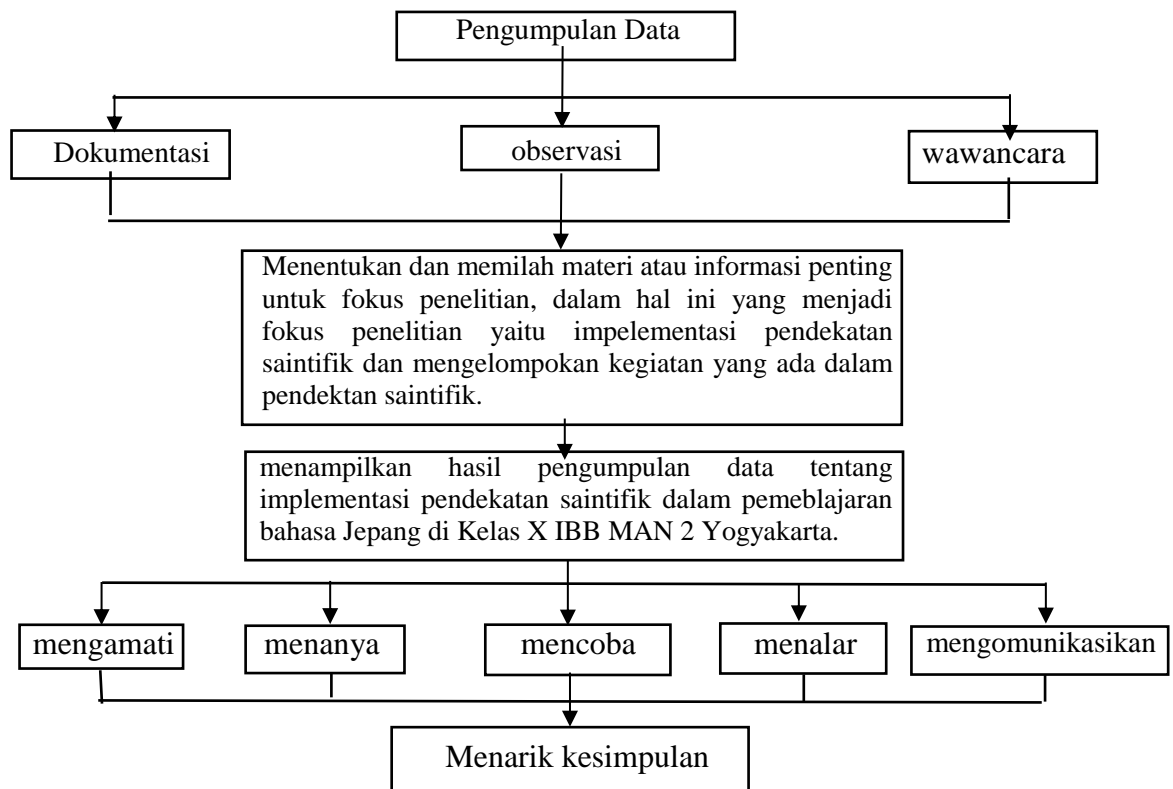 Pengumpulan Data
Dokumentasi
observasi
wawancara
Menentukan dan memilah materi atau informasi penting
untuk fokus penelitian, dalam hal ini yang menjadi
fokus penelitian yaitu impelementasi pendekatan
saintifik dan mengelompokan kegiatan yang ada dalam
pendektan saintifik.
menampilkan hasil pengumpulan data tentang
implementasi pendekatan saintifik dalam pemeblajaran
bahasa Jepang di Kelas X IBB MAN 2 Yogyakarta.
mengamati
menanya
mencoba
menalar
mengomunikasikan
Menarik kesimpulan